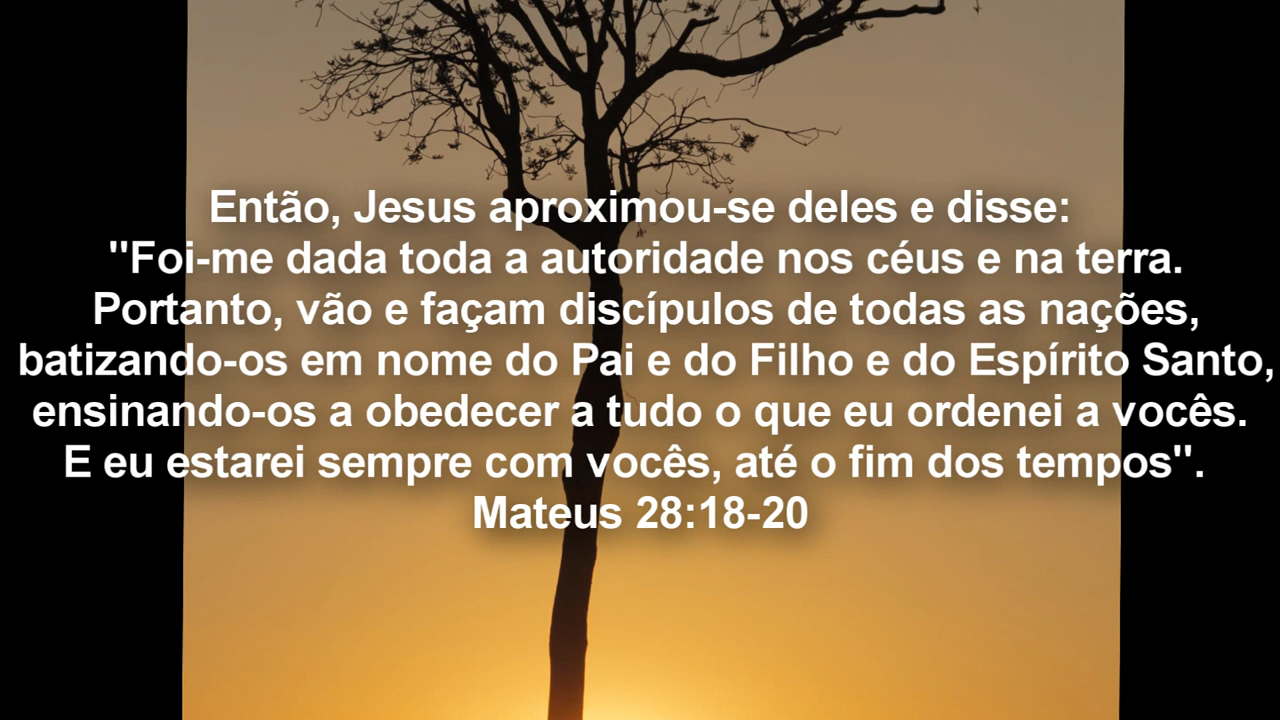 Então, Jesus aproximou-se deles e disse:
"Foi-me dada toda a autoridade nos céus e na terra.
Portanto, vão e façam discípulos de todas as nações,
batizando-os em nome do Pai e do Filho e do Espírito Santo,
ensinando-os a obedecer a tudo o que eu ordenei a vocês.
E eu estarei sempre com vocês, até o fim dos tempos".
Mateus 28:18-20